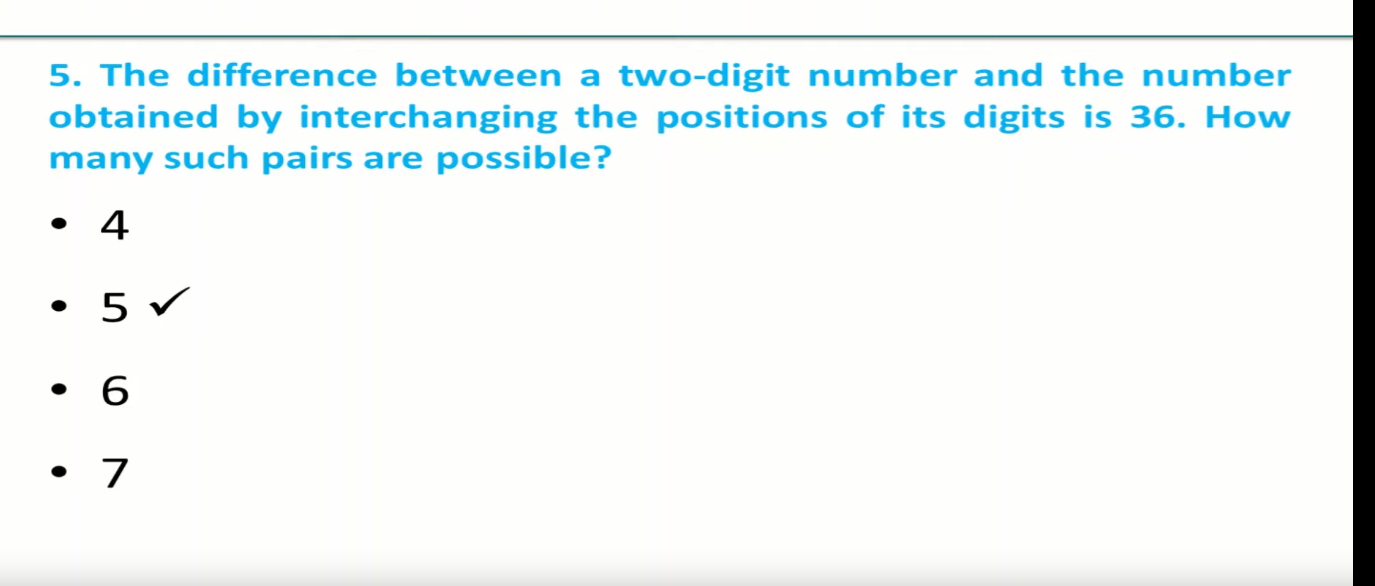 5. The difference between a two-digit number and the number
obtained by interchanging the positions of its digits is 36. How
many such pairs are possible?
• 4
• 5 ✓
• 6
• 7